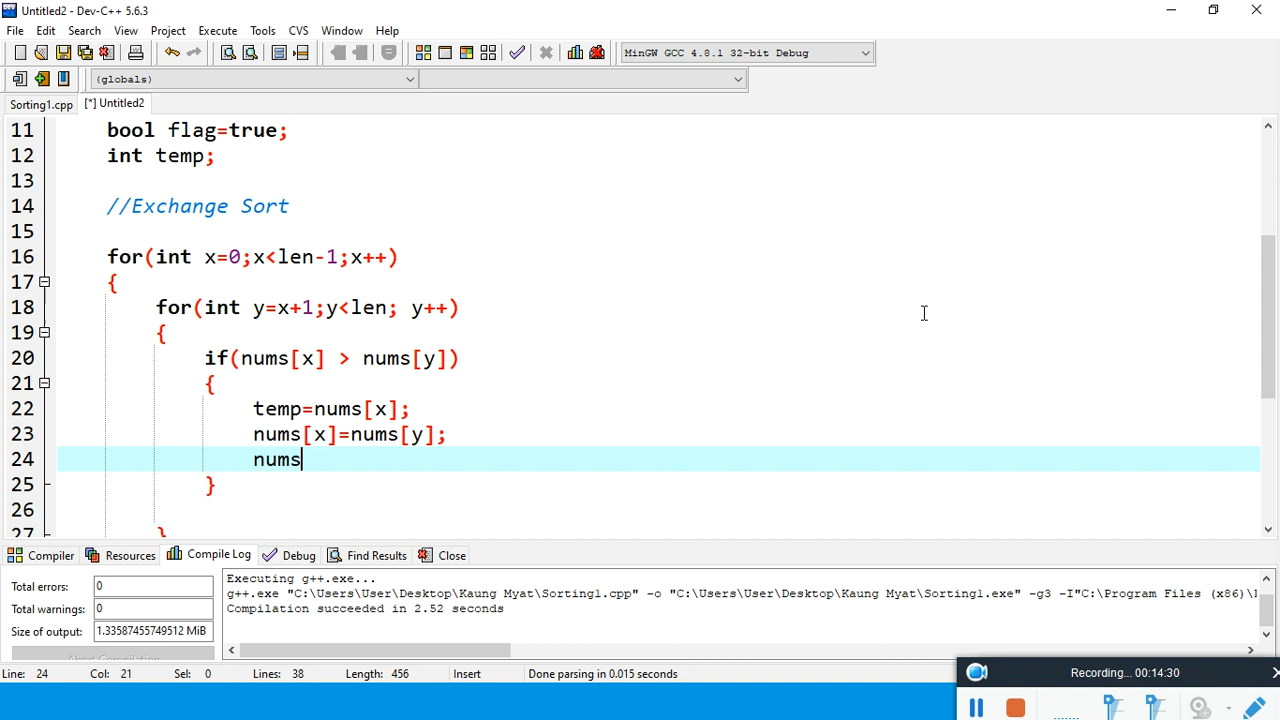 Untitled2 - Dev-C++ 5.6.3
File Edit Search View Project Execute Tools CVS Window Help
MinGW GCC 4.8.1 32-bit Debug
(globals)
Sorting1.cpp [*] Untitled2
11 bool flag=true;
12 int temp;
13
14 //Exchange Sort
15
16 for(int x=0;x<len-1;x++)
17 {
18 for(int y=x+1;y<len; y++)
19 {
20 if(nums[x] > nums[y])
21 {
22 temp=nums[x];
23 nums[x]=nums[y];
24 nums
25 }
26
27 }
Compiler Resources Compile Log Debug Find Results Close
Total errors: 0
Total warnings: 0
Size of output: 1.33587455749512 MiB
Abort Compilation
Executing g++.exe...
g++.exe "C:\Users\User\Desktop\Kaung Myat\Sorting1.cpp" -o "C:\Users\User\Desktop\Kaung Myat\Sorting1.exe" -g3 -I"C:\Program Files (x86)\
Compilation succeeded in 2.52 seconds
Line: 24 Col: 21 Sel: 0 Lines: 38 Length: 456 Insert Done parsing in 0.015 seconds
Recording... 00:14:30